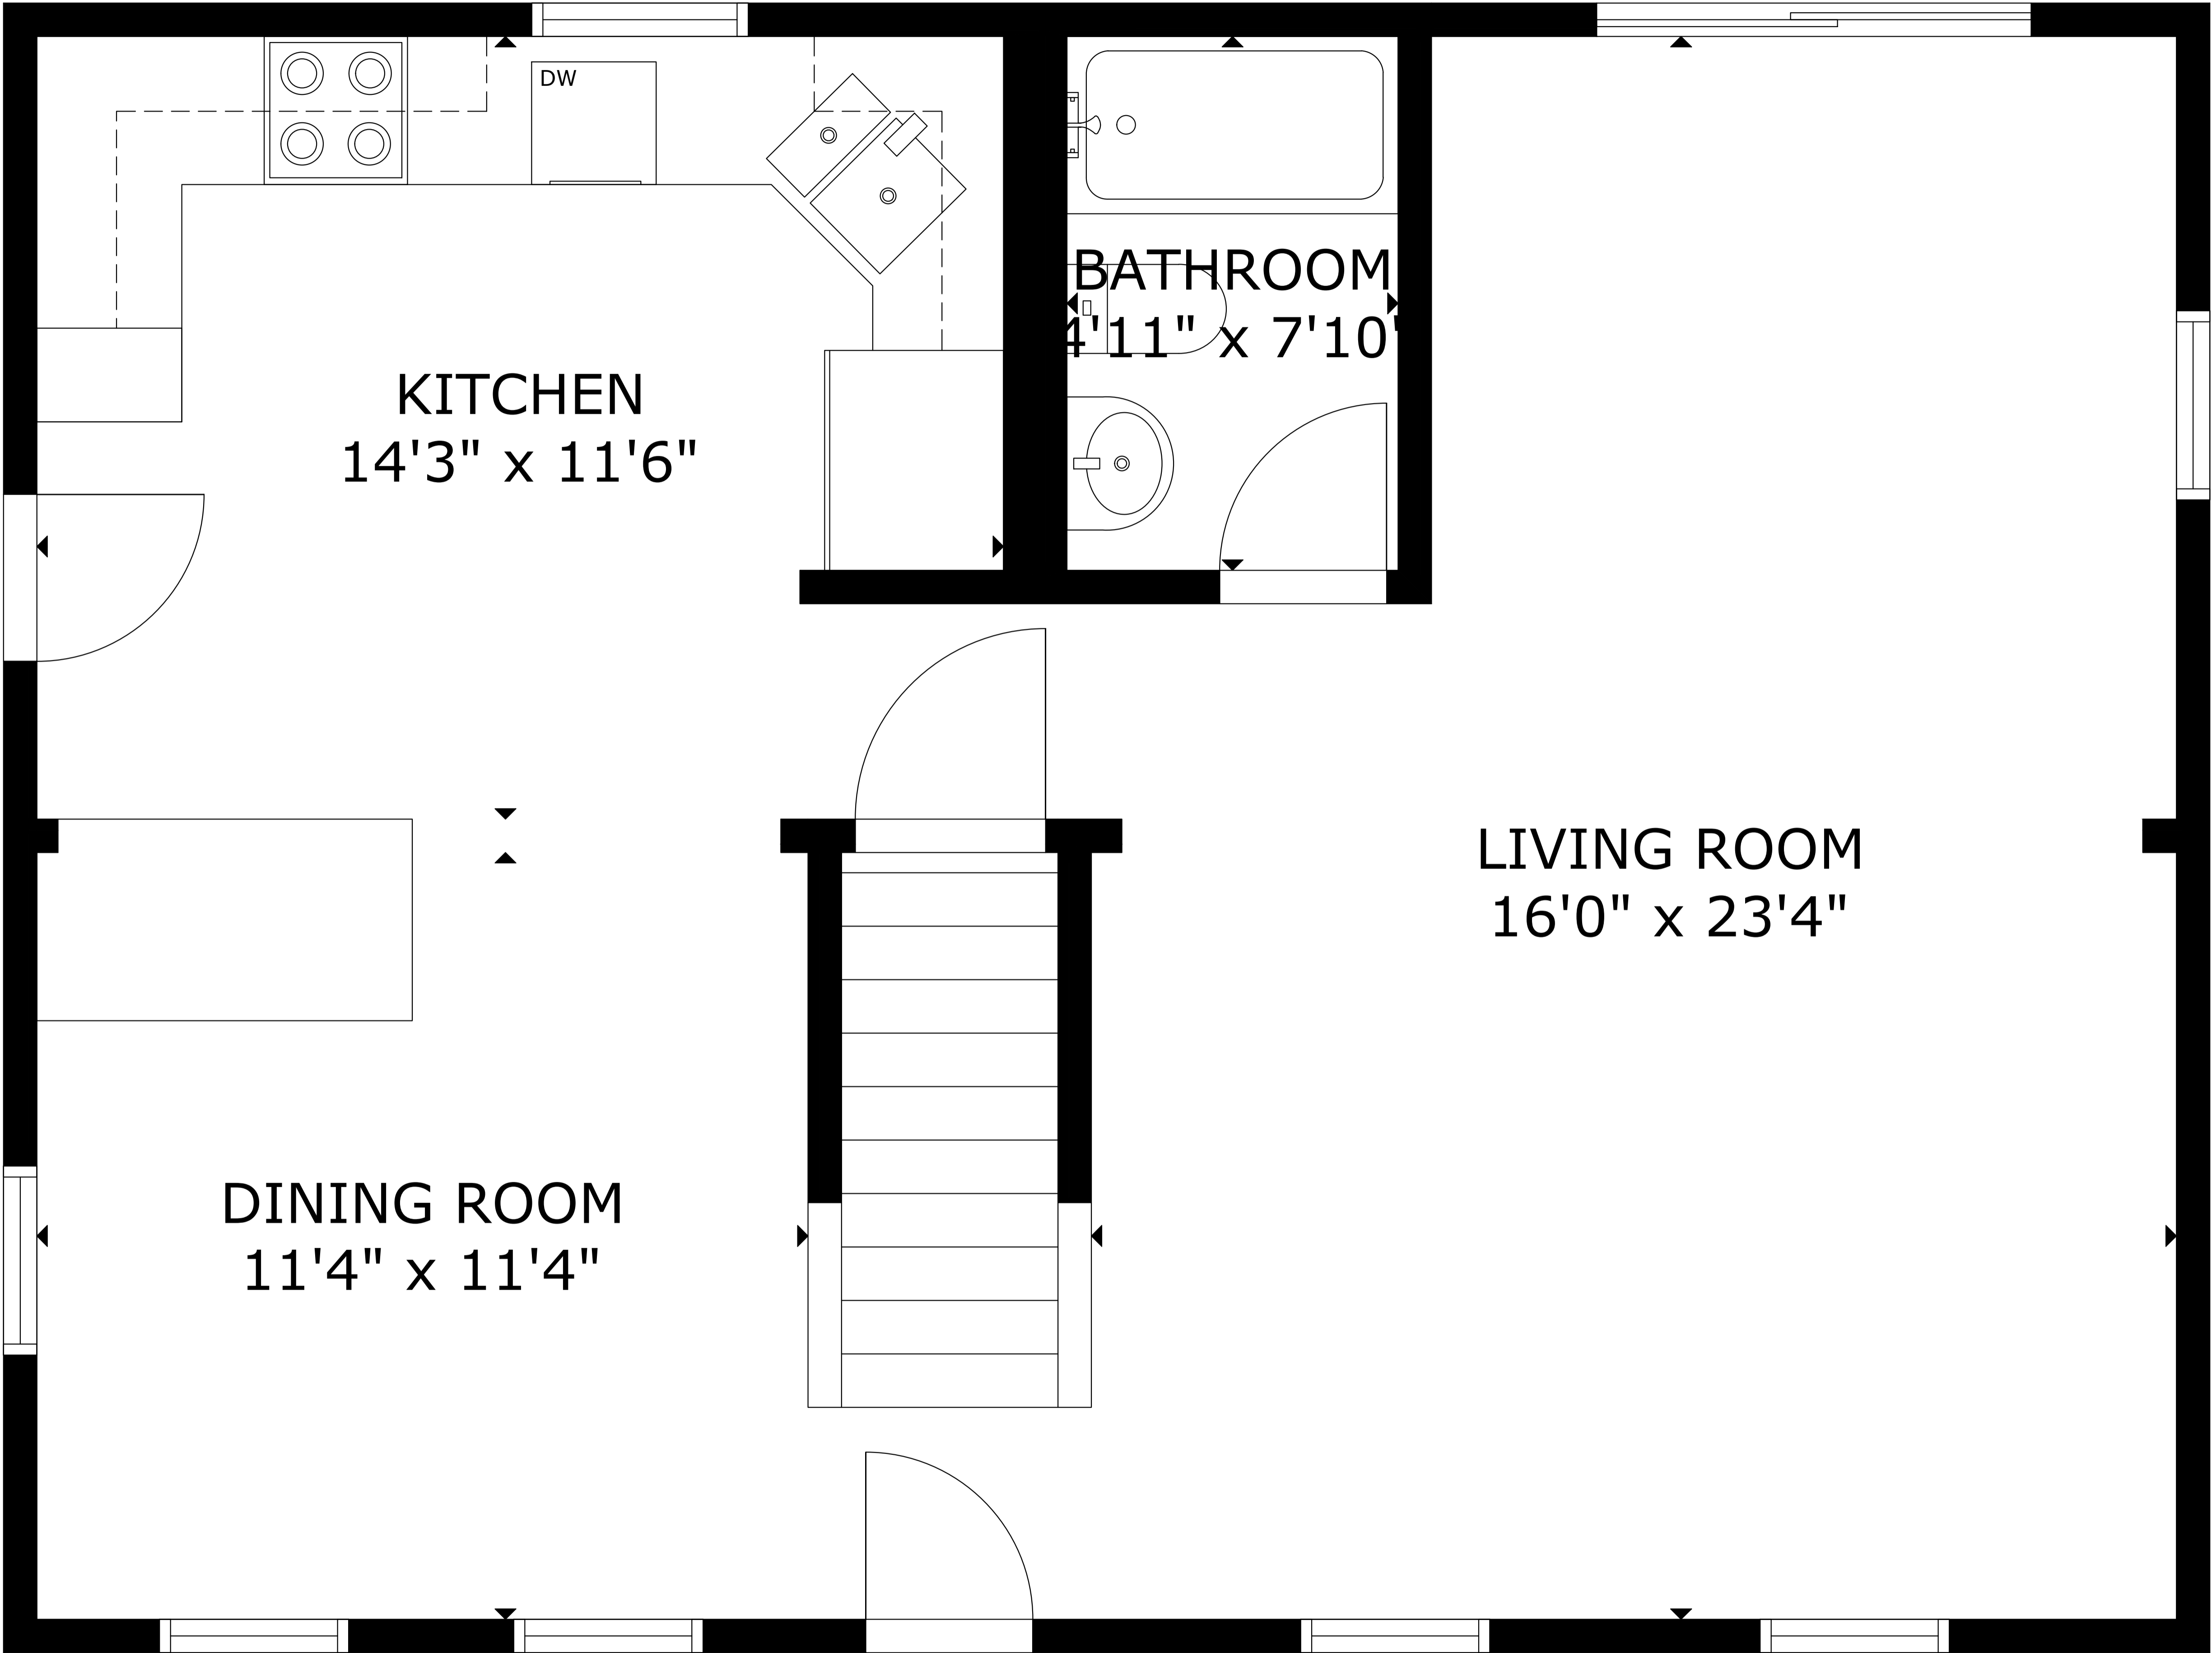 DW
BATHROOM
4'11" x 7'10"
KITCHEN
14'3" x 11'6"
LIVING ROOM
16'0" x 23'4"
DINING ROOM
11'4" x 11'4"